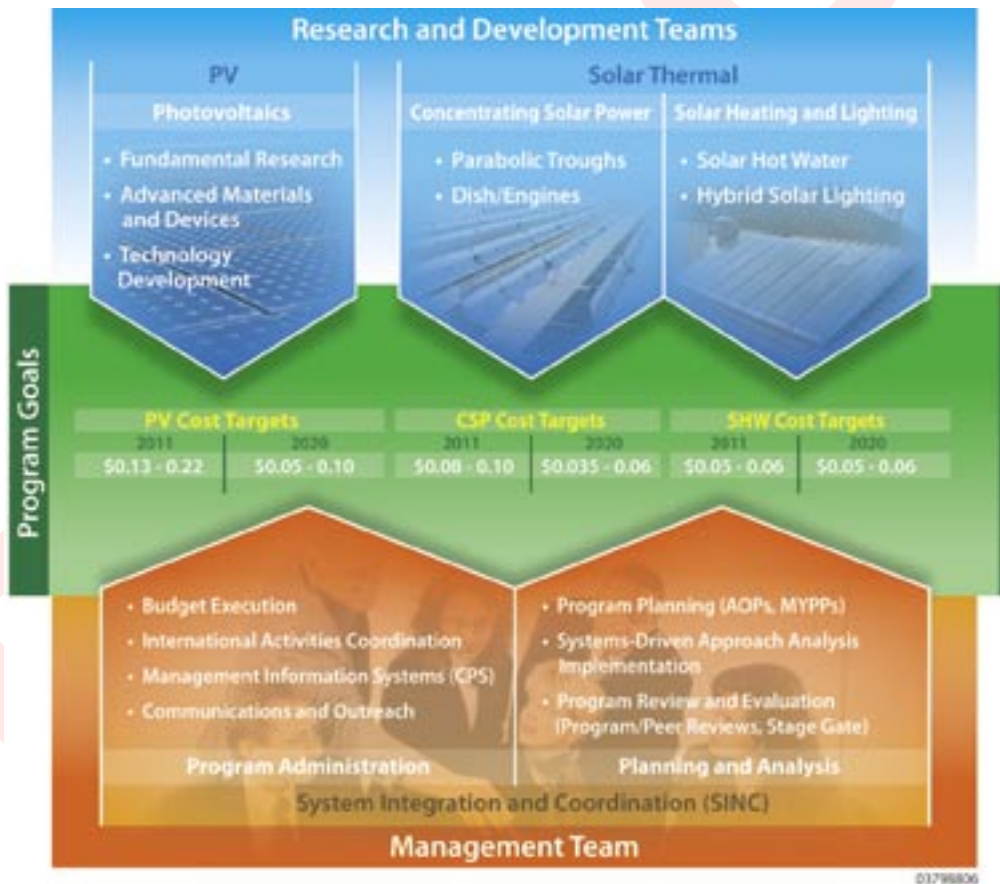 Research and Development Teams
PV
Photovoltaics
• Fundamental Research
• Advanced Materials
and Devices
• Technology
Development
Solar Thermal
Concentrating Solar Power
• Parabolic Troughs
• Dish/Engines
Solar Heating and Lighting
• Solar Hot Water
• Hybrid Solar Lighting
Program Goals
PV Cost Targets
2011 2020
$0.13 - 0.22 $0.05 - 0.10
CSP Cost Targets
2011 2020
$0.08 - 0.10 $0.035 - 0.06
SHW Cost Targets
2011 2020
$0.05 - 0.06 $0.05 - 0.06
• Budget Execution
• International Activities Coordination
• Management Information Systems (CPS)
• Communications and Outreach
Program Administration
• Program Planning (AOPs, MYPPs)
• Systems-Driven Approach Analysis
Implementation
• Program Review and Evaluation
(Program/Peer Reviews, Stage Gate)
Planning and Analysis
System Integration and Coordination (SINC)
Management Team
03798806